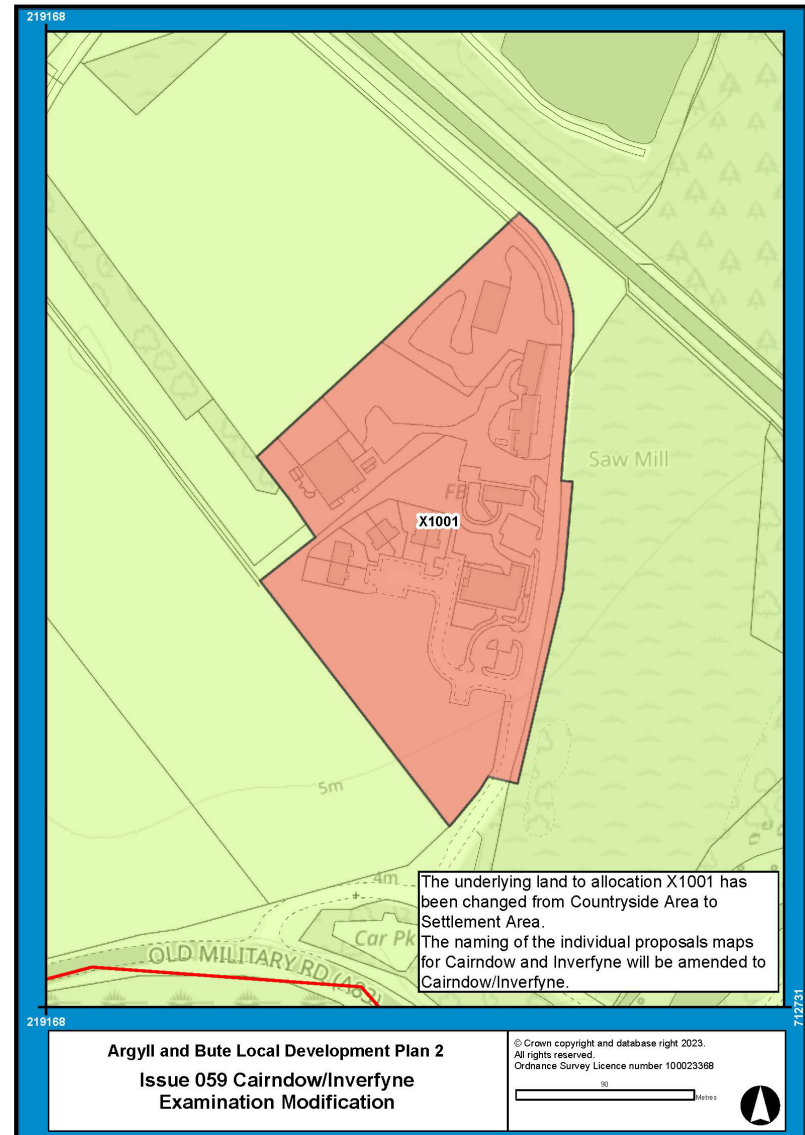 219168
Saw Mill
FB
X1001
5m
4m
The underlying land to allocation X1001 has
been changed from Countryside Area to
Settlement Area.
The naming of the individual proposals maps
for Cairndow and Inverfyne will be amended to
Cairndow/Inverfyne.
Car Pk
OLD MILITARY RD (A83)
219168
712731
Argyll and Bute Local Development Plan 2
Issue 059 Cairndow/Inverfyne
Examination Modification
© Crown copyright and database right 2023.
All rights reserved.
Ordnance Survey Licence number 100023368
90
Metres